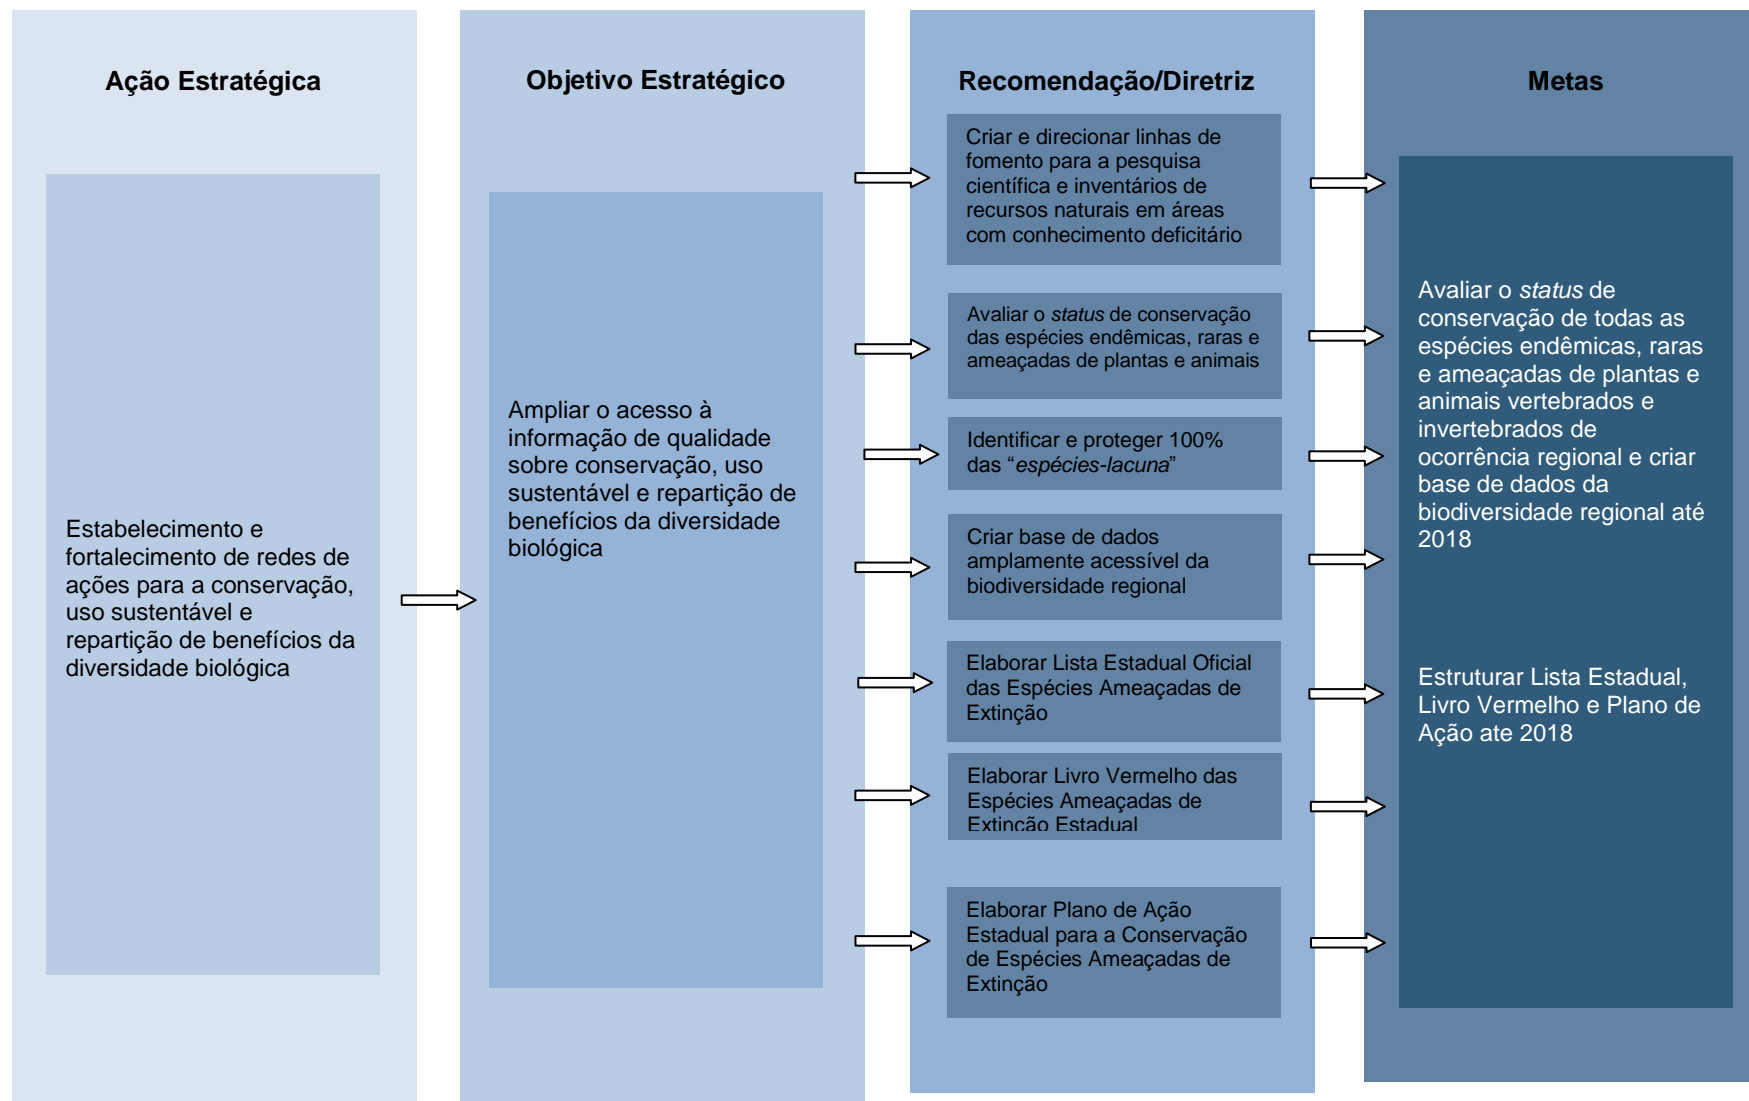 Ação Estratégica
Estabelecimento e
fortalecimento de redes de
ações para a conservação,
uso sustentável e
repartição de benefícios da
diversidade biológica
Objetivo Estratégico
Ampliar o acesso à
informação de qualidade
sobre conservação, uso
sustentável e repartição de
benefícios da diversidade
biológica
Recomendação/Diretriz
Criar e direcionar linhas de
fomento para a pesquisa
científica e inventários de
recursos naturais em áreas
com conhecimento deficitário
Avaliar o status de conservação
das espécies endêmicas, raras e
ameaçadas de plantas e animais
Identificar e proteger 100%
das “espécies-lacuna”
Criar base de dados
amplamente acessível da
biodiversidade regional
Elaborar Lista Estadual Oficial
das Espécies Ameaçadas de
Extinção
Elaborar Livro Vermelho das
Espécies Ameaçadas de
Extinção Estadual
Elaborar Plano de Ação
Estadual para a Conservação
de Espécies Ameaçadas de
Extinção
Metas
Avaliar o status de
conservação de todas as
espécies endêmicas, raras
e ameaçadas de plantas e
animais vertebrados e
invertebrados de
ocorrência regional e criar
base de dados da
biodiversidade regional até
2018
Estruturar Lista Estadual,
Livro Vermelho e Plano de
Ação ate 2018